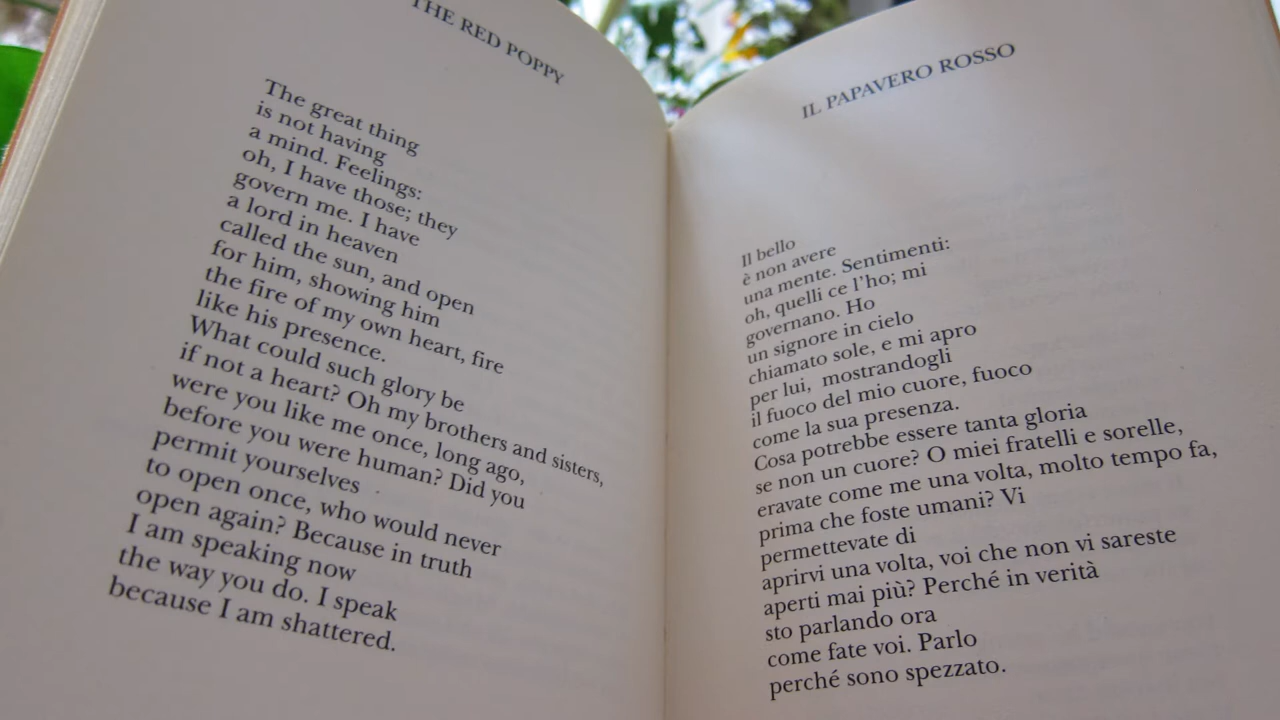 THE RED POPPY
The great thing
is not having
a mind. Feelings:
oh, I have those; they
govern me. I have
a lord in heaven
called the sun, and open
for him, showing him
the fire of my own heart, fire
like his presence.
What could such glory be
if not a heart? Oh my brothers and sisters,
were you like me once, long ago,
before you were human? Did you
permit yourselves
to open once, who would never
open again? Because in truth
I am speaking now
the way you do. I speak
because I am shattered.
IL PAPAVERO ROSSO
Il bello
è non avere
una mente. Sentimenti:
oh, quelli ce l'ho; mi
governano. Ho
un signore in cielo
chiamato sole, e mi apro
per lui, mostrandogli
il fuoco del mio cuore, fuoco
come la sua presenza.
Cosa potrebbe essere tanta gloria
se non un cuore? O miei fratelli e sorelle,
eravate come me una volta, molto tempo fa,
prima che foste umani? Vi
permettevate di
aprirvi una volta, voi che non vi sareste
aperti mai più? Perché in verità
sto parlando ora
come fate voi. Parlo
perché sono spezzato.